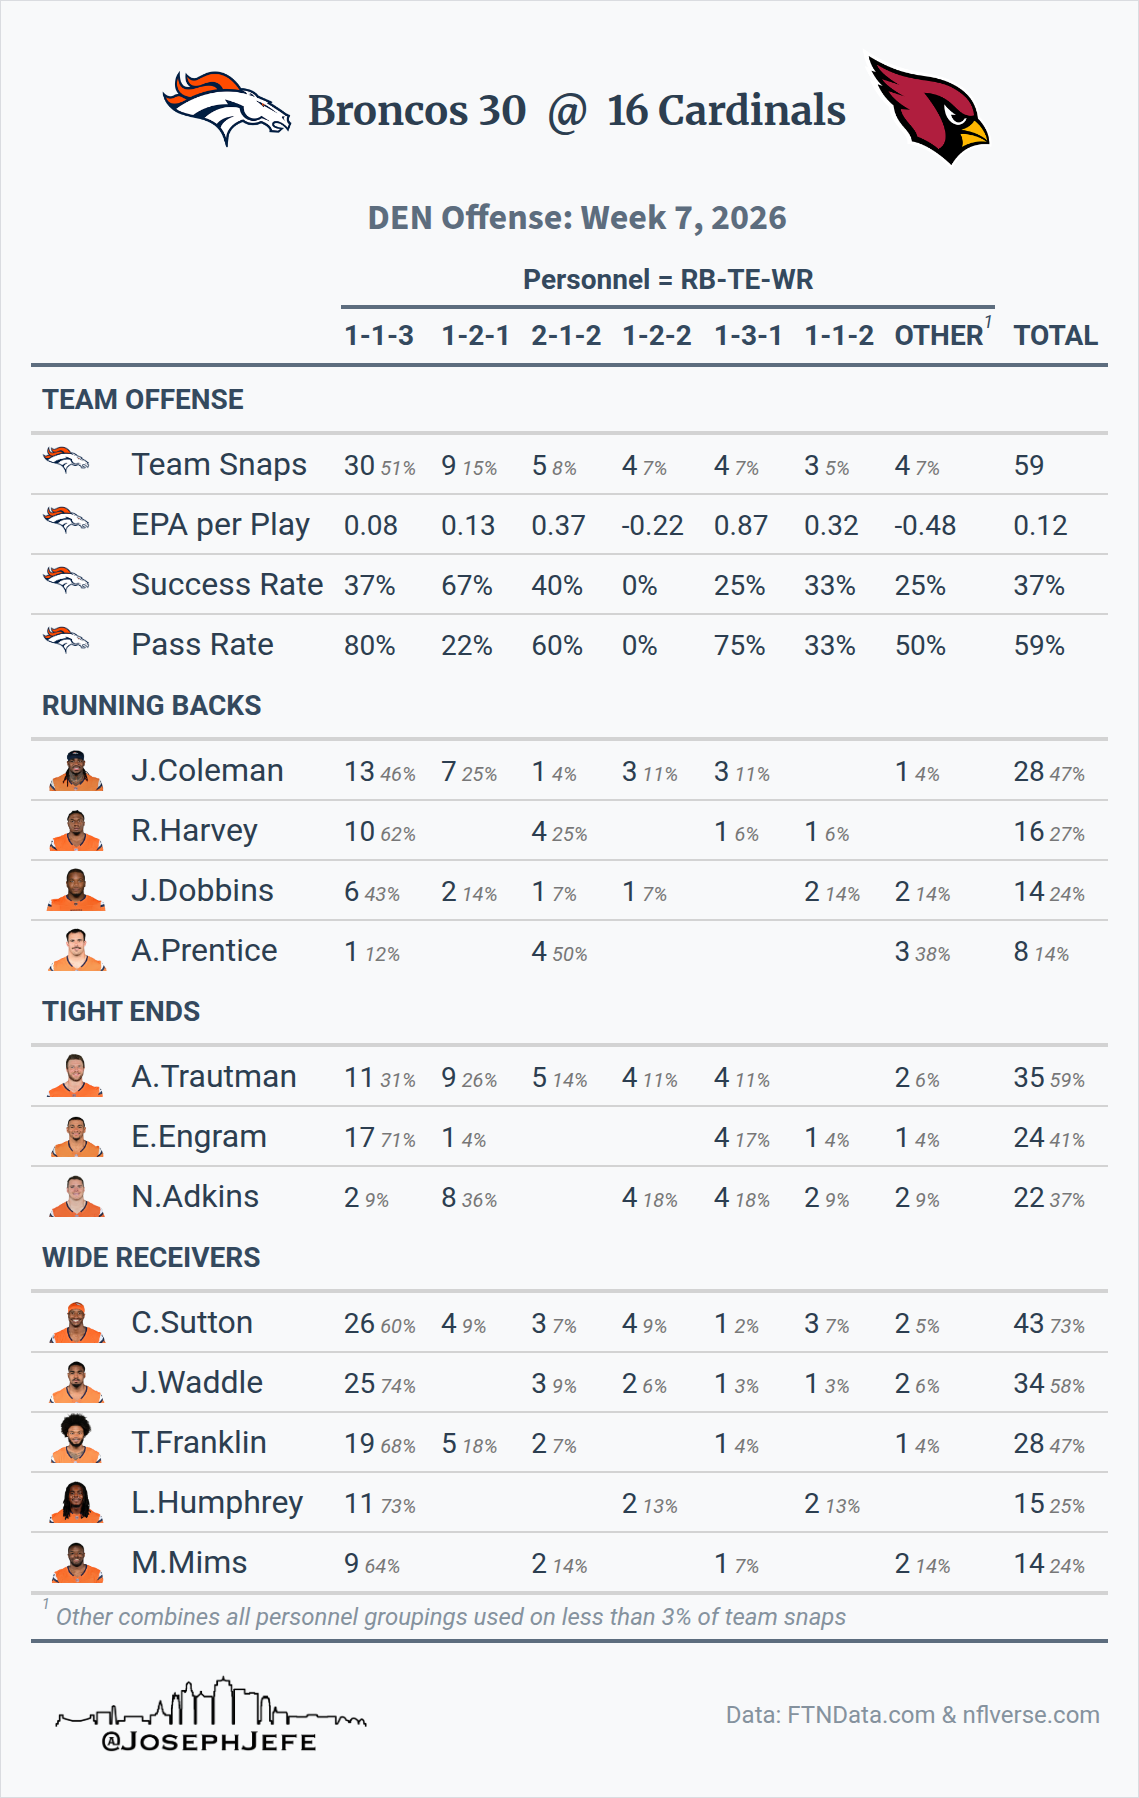 Broncos 30 @ 16 Cardinals
DEN Offense: Week 7, 2026
Personnel = RB-TE-WR
1-1-3 1-2-1 2-1-2 1-2-2 1-3-1 1-1-2 OTHER1 TOTAL
TEAM OFFENSE
Team Snaps 30 51% 9 15% 5 8% 4 7% 4 7% 3 5% 4 7% 59
EPA per Play 0.08 0.13 0.37 -0.22 0.87 0.32 -0.48 0.12
Success Rate 37% 67% 40% 0% 25% 33% 25% 37%
Pass Rate 80% 22% 60% 0% 75% 33% 50% 59%
RUNNING BACKS
J.Coleman 13 46% 7 25% 1 4% 3 11% 3 11% 1 4% 28 47%
R.Harvey 10 62% 4 25% 1 6% 1 6% 16 27%
J.Dobbins 6 43% 2 14% 1 7% 1 7% 2 14% 2 14% 14 24%
A.Prentice 1 12% 4 50% 3 38% 8 14%
TIGHT ENDS
A.Trautman 11 31% 9 26% 5 14% 4 11% 4 11% 2 6% 35 59%
E.Engram 17 71% 1 4% 4 17% 1 4% 1 4% 24 41%
N.Adkins 2 9% 8 36% 4 18% 4 18% 2 9% 2 9% 22 37%
WIDE RECEIVERS
C.Sutton 26 60% 4 9% 3 7% 4 9% 1 2% 3 7% 2 5% 43 73%
J.Waddle 25 74% 3 9% 2 6% 1 3% 1 3% 2 6% 34 58%
T.Franklin 19 68% 5 18% 2 7% 1 4% 1 4% 28 47%
L.Humphrey 11 73% 2 13% 2 13% 15 25%
M.Mims 9 64% 2 14% 1 7% 2 14% 14 24%
1 Other combines all personnel groupings used on less than 3% of team snaps
@JosephJefe
Data: FTNData.com & nflverse.com